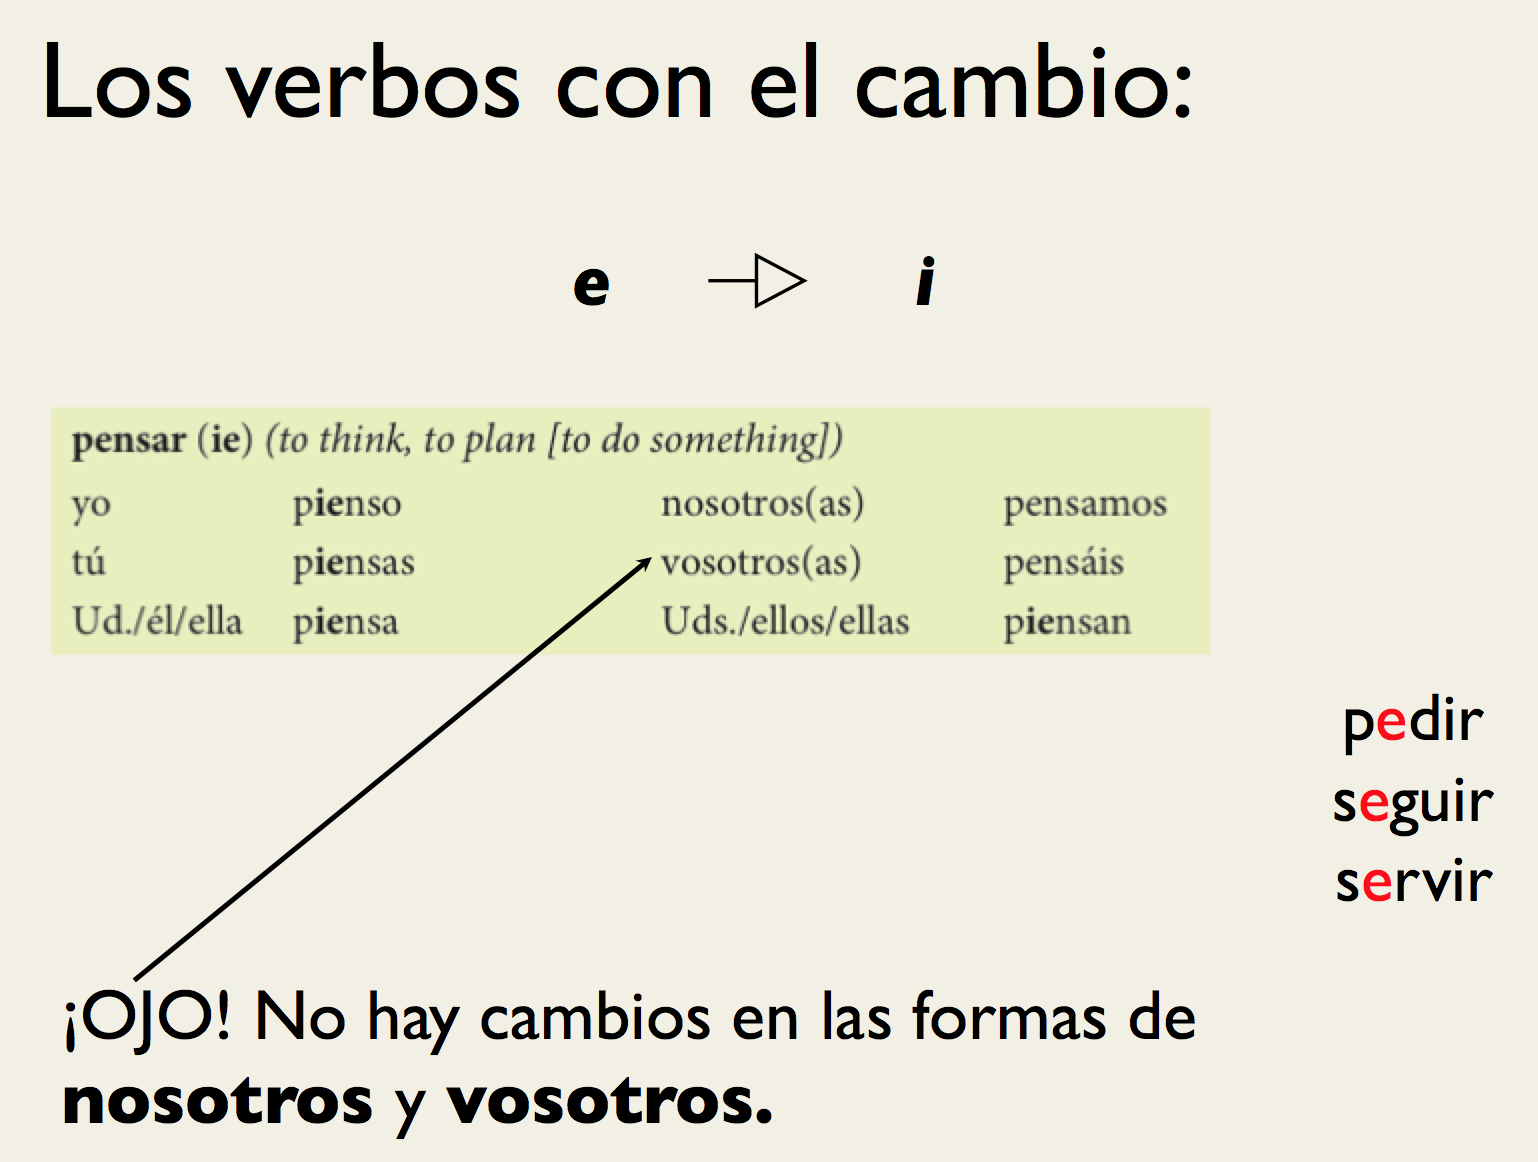 Los verbos con el cambio:
e i
pensar (ie) (to think, to plan [to do something])
yo pienso nosotros(as) pensamos
tú piensas vosotros(as) pensáis
Ud./él/ella piensa Uds./ellos/ellas piensan
pedir
seguir
servir
¡OJO! No hay cambios en las formas de
nosotros y vosotros.